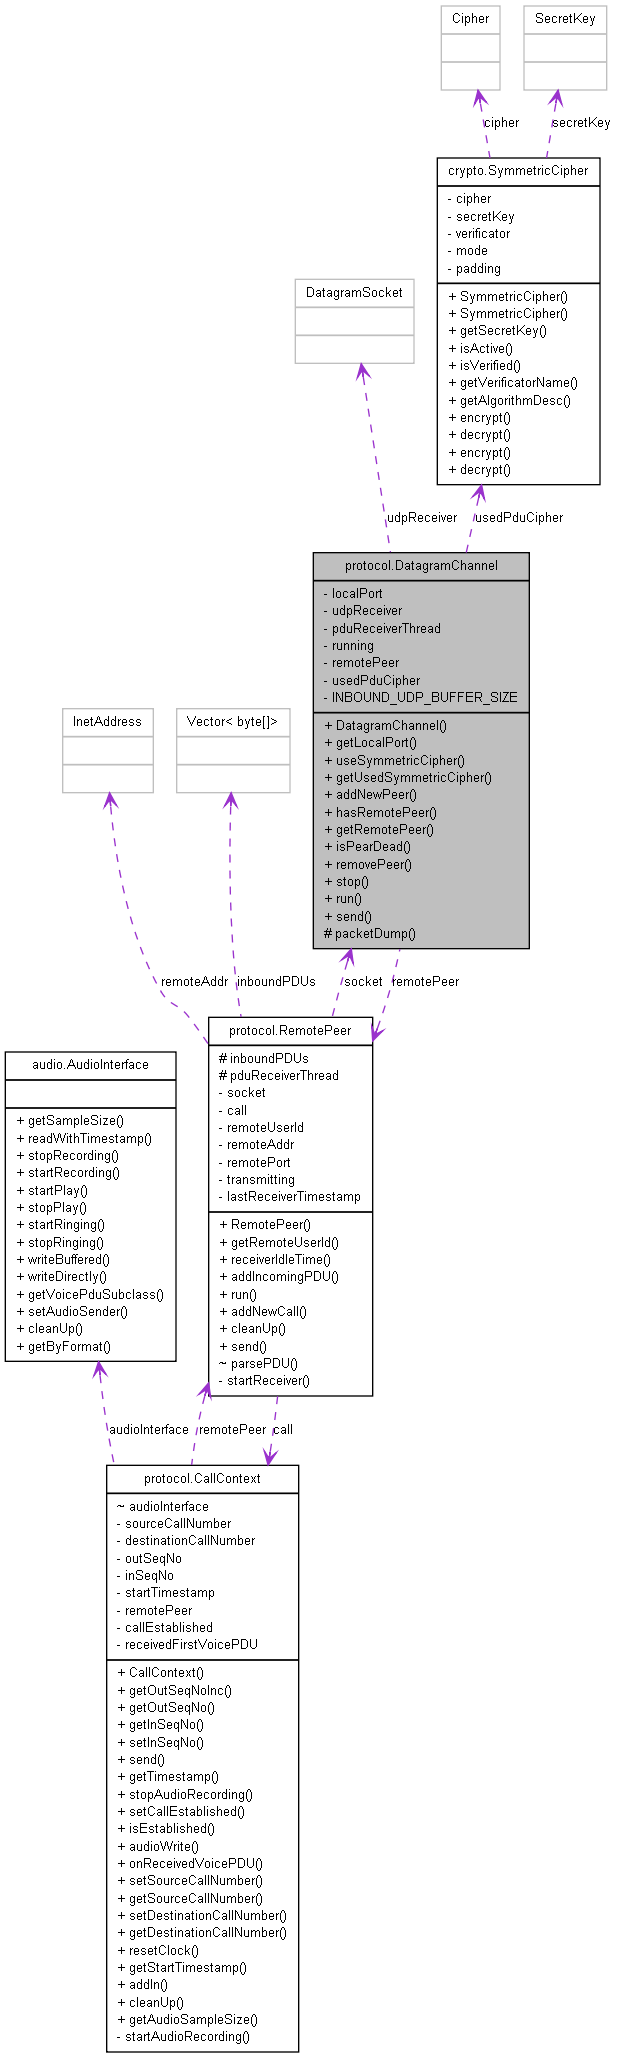 Cipher
SecretKey
cipher
secretKey
crypto.SymmetricCipher
- cipher
- secretKey
- verificator
- mode
- padding
+ SymmetricCipher()
+ SymmetricCipher()
+ getSecretKey()
+ isActive()
+ isVerified()
+ getVerificatorName()
+ getAlgorithmDesc()
+ encrypt()
+ decrypt()
+ encrypt()
+ decrypt()
DatagramSocket
udpReceiver
usedPduCipher
protocol.DatagramChannel
- localPort
- udpReceiver
- pduReceiverThread
- running
- remotePeer
- usedPduCipher
- INBOUND_UDP_BUFFER_SIZE
+ DatagramChannel()
+ getLocalPort()
+ useSymmetricCipher()
+ getUsedSymmetricCipher()
+ addNewPeer()
+ hasRemotePeer()
+ getRemotePeer()
+ isPearDead()
+ removePeer()
+ stop()
+ run()
+ send()
# packetDump()
InetAddress
Vector< byte[]>
remoteAddr
inboundPDUs
socket
remotePeer
protocol.RemotePeer
# inboundPDUs
# pduReceiverThread
- socket
- call
- remoteUserId
- remoteAddr
- remotePort
- transmitting
- lastReceiverTimestamp
+ RemotePeer()
+ getRemoteUserId()
+ receiverIdleTime()
+ addIncomingPDU()
+ run()
+ addNewCall()
+ cleanUp()
+ send()
~ parsePDU()
- startReceiver()
audio.AudioInterface
+ getSampleSize()
+ readWithTimestamp()
+ stopRecording()
+ startRecording()
+ startPlay()
+ stopPlay()
+ startRinging()
+ stopRinging()
+ writeBuffered()
+ writeDirectly()
+ getVoicePduSubclass()
+ setAudioSender()
+ cleanUp()
+ getByFormat()
audioInterface
remotePeer
call
protocol.CallContext
~ audioInterface
- sourceCallNumber
- destinationCallNumber
- outSeqNo
- inSeqNo
- startTimestamp
- remotePeer
- callEstablished
- receivedFirstVoicePDU
+ CallContext()
+ getOutSeqNoInc()
+ getOutSeqNo()
+ getInSeqNo()
+ setInSeqNo()
+ send()
+ getTimestamp()
+ stopAudioRecording()
+ setCallEstablished()
+ isEstablished()
+ audioWrite()
+ onReceivedVoicePDU()
+ setSourceCallNumber()
+ getSourceCallNumber()
+ setDestinationCallNumber()
+ getDestinationCallNumber()
+ resetClock()
+ getStartTimestamp()
+ addIn()
+ cleanUp()
+ getAudioSampleSize()
- startAudioRecording()